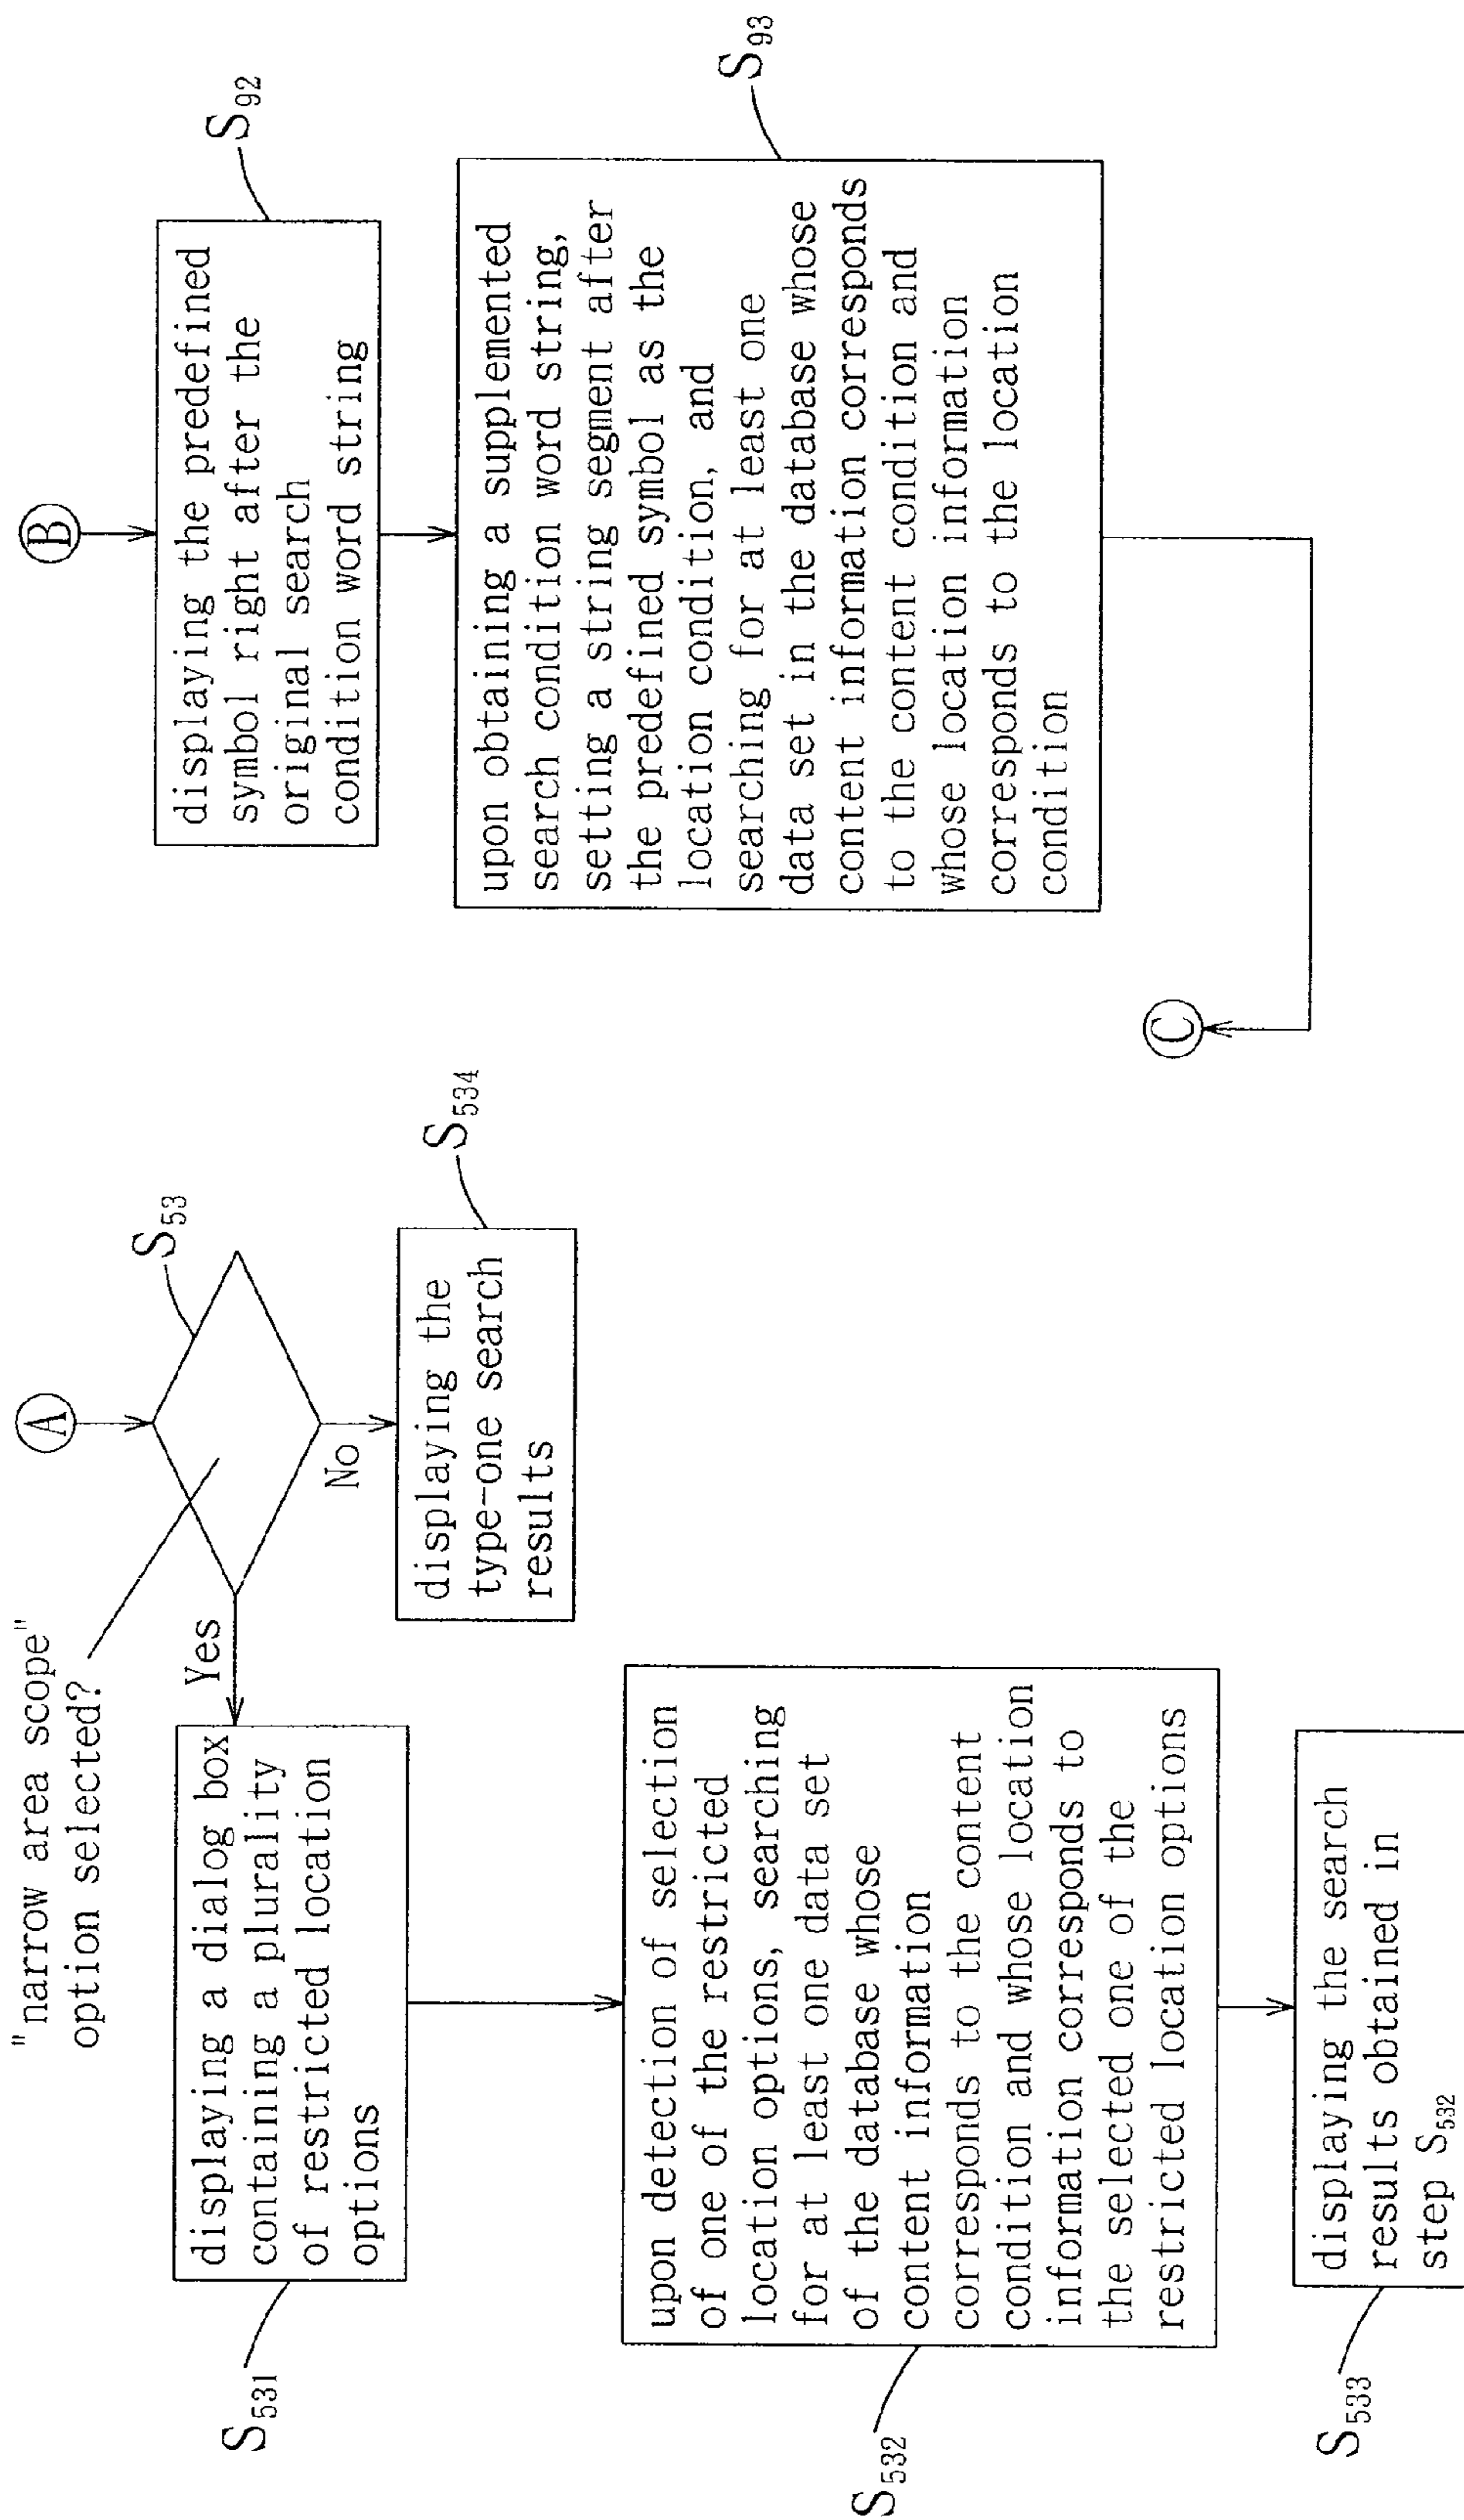 "narrow area scope"
option selected?
A
S53
Yes
No
displaying a dialog box
containing a plurality
of restricted location
options
S531
displaying the
type-one search
results
S534
upon detection of selection
of one of the restricted
location options, searching
for at least one data set
of the database whose
content information
corresponds to the content
condition and whose location
information corresponds to
the selected one of the
restricted location options
S532
displaying the search
results obtained in
step S532
S533
B
displaying the predefined
symbol right after the
original search
condition word string
S92
upon obtaining a supplemented
search condition word string,
setting a string segment after
the predefined symbol as the
location condition, and
searching for at least one
data set in the database whose
content information corresponds
to the content condition and
whose location information
corresponds to the location
condition
S93
C